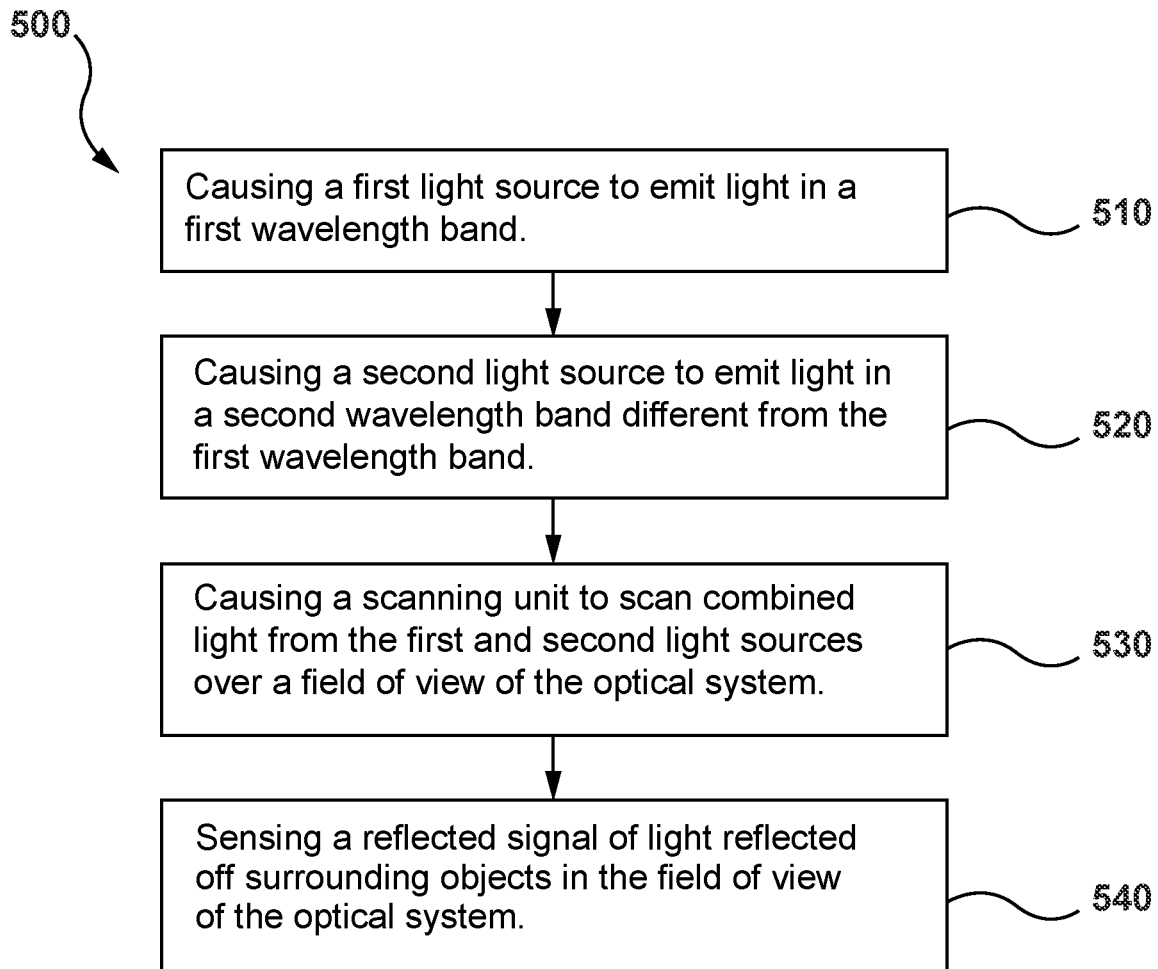 500
Causing a first light source to emit light in a
first wavelength band.
510
Causing a second light source to emit light in
a second wavelength band different from the
first wavelength band.
520
Causing a scanning unit to scan combined
light from the first and second light sources
over a field of view of the optical system.
530
Sensing a reflected signal of light reflected
off surrounding objects in the field of view
of the optical system.
540